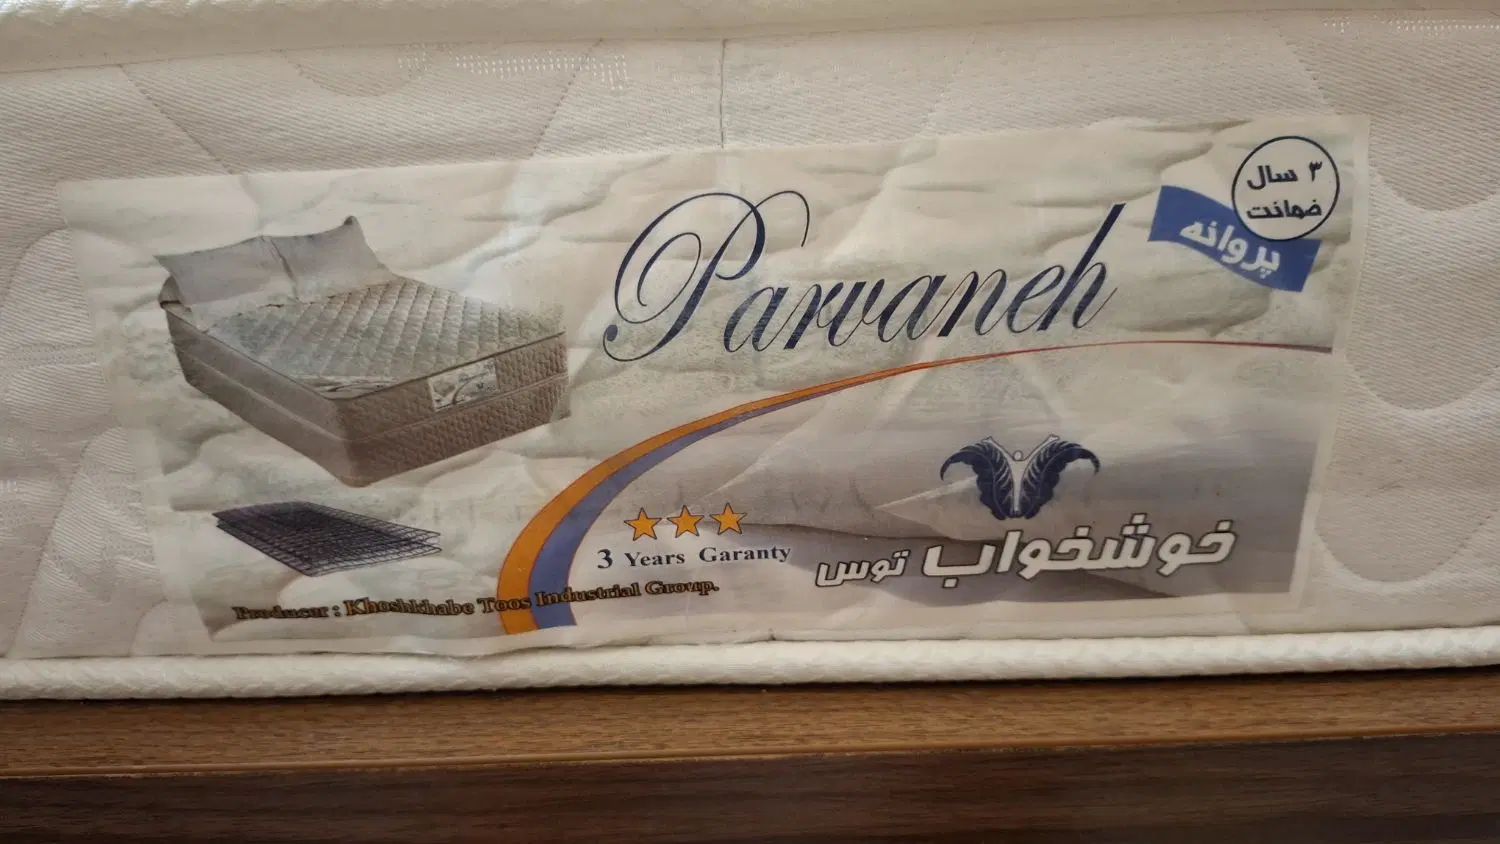 Parvaneh
۳ سال
ضمانت
پروانه
3 Years Garanty
خوشخواب توس
Producer : Khoshkhabe Toos Industrial Group.